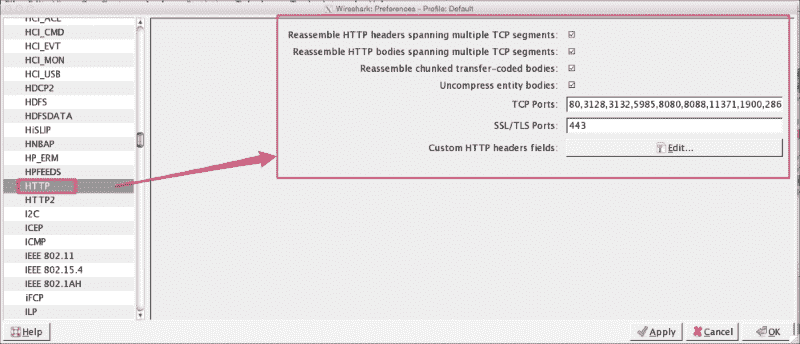 Wireshark: Preferences - Profile: Default
HCI_ACL
HCI_CMD
HCI_EVT
HCI_MON
HCI_USB
HDCP2
HDFS
HDFSDATA
HiSLIP
HNBAP
HP_ERM
HPFEEDS
HTTP
HTTP2
I2C
ICEP
ICMP
IEEE 802.11
IEEE 802.15.4
IEEE 802.1AH
iFCP
ILP
Reassemble HTTP headers spanning multiple TCP segments:
Reassemble HTTP bodies spanning multiple TCP segments:
Reassemble chunked transfer-coded bodies:
Uncompress entity bodies:
TCP Ports: 80,3128,3132,5985,8080,8088,11371,1900,286
SSL/TLS Ports: 443
Custom HTTP headers fields: Edit...
Help Apply Cancel OK